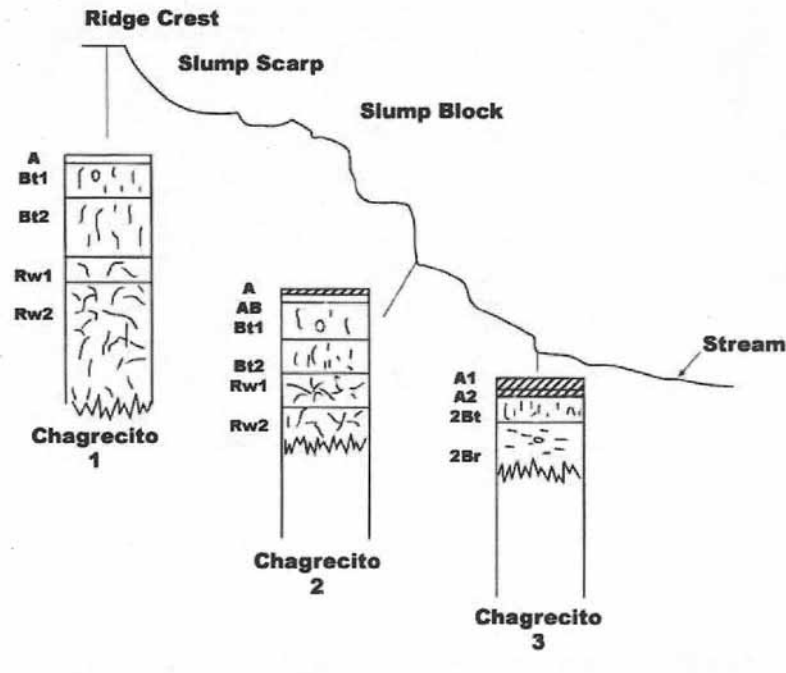 Ridge Crest
Slump Scarp
Slump Block
Stream
A
Bt1
Bt2
Rw1
Rw2
Chagrecito
1
A
AB
Bt1
Bt2
Rw1
Rw2
Chagrecito
2
A1
A2
2Bt
2Br
Chagrecito
3